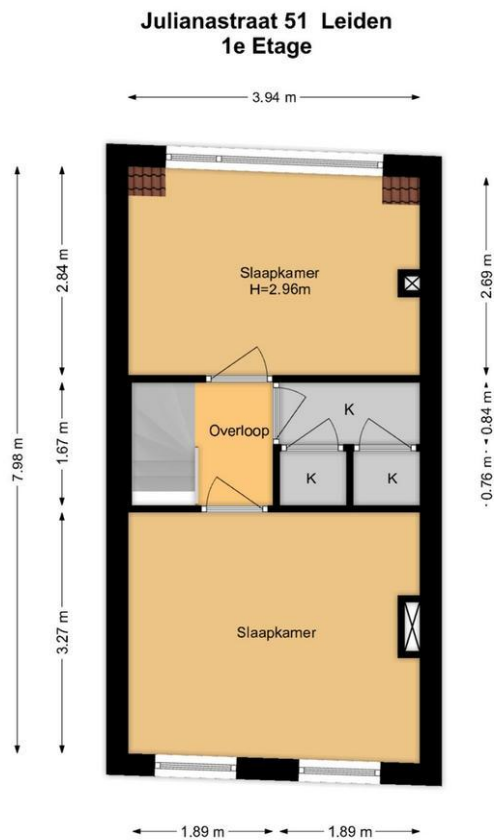 Julianastraat 51 Leiden
1e Etage
3.94 m
2.84 m
2.69 m
Slaapkamer
H=2.96m
7.98 m
1.67 m
0.84 m
0.76 m
Overloop
K
K
K
3.27 m
Slaapkamer
1.89 m
1.89 m